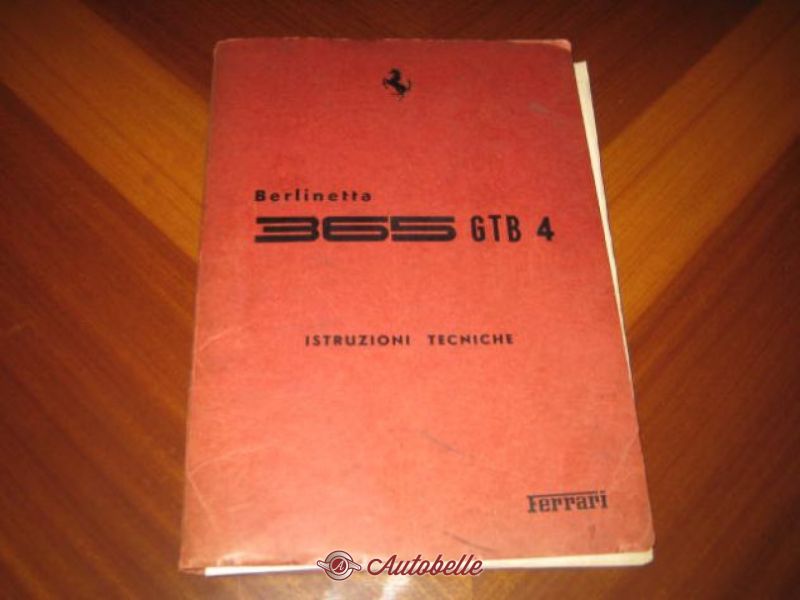 Berlinetta
365 GTB 4
ISTRUZIONI TECNICHE
Ferrari
Autobelle